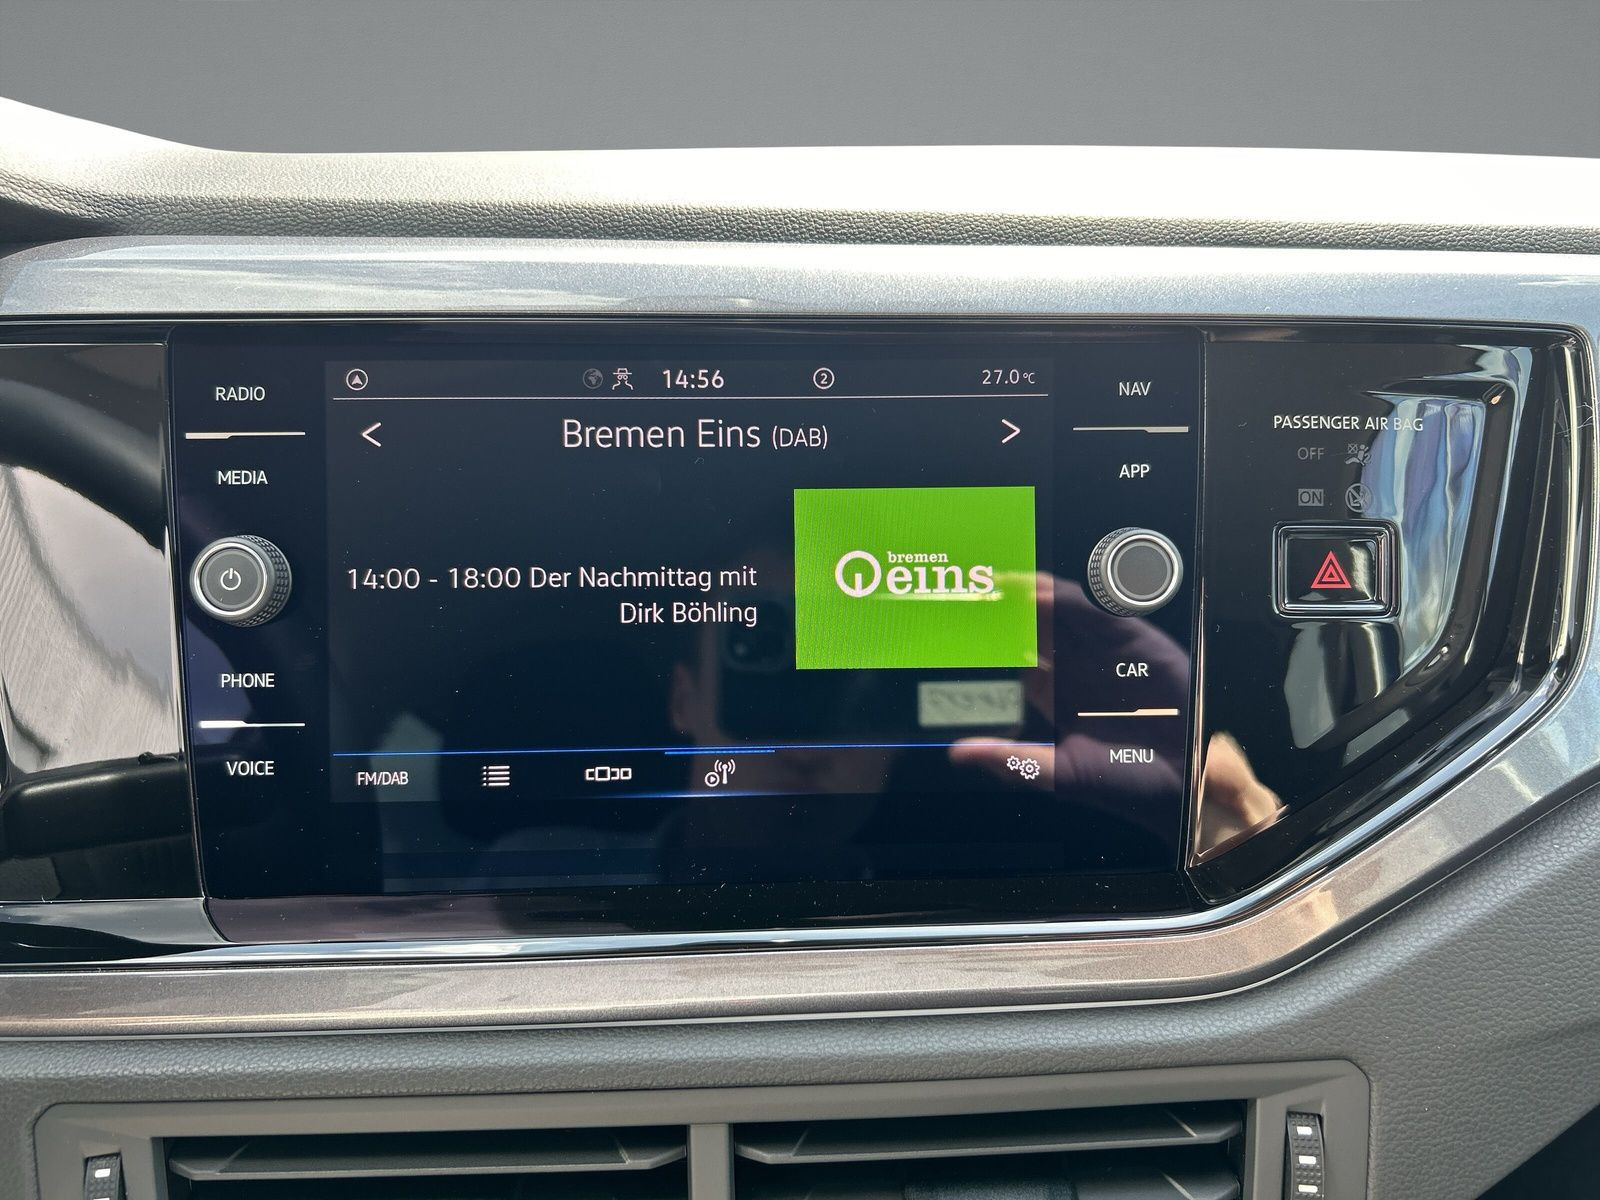 RADIO
MEDIA
PHONE
VOICE
14:56
2
27.0°C
Bremen Eins (DAB)
14:00 - 18:00 Der Nachmittag mit
Dirk Böhling
bremen
eins
FM/DAB
NAV
APP
CAR
MENU
PASSENGER AIR BAG
OFF
ON